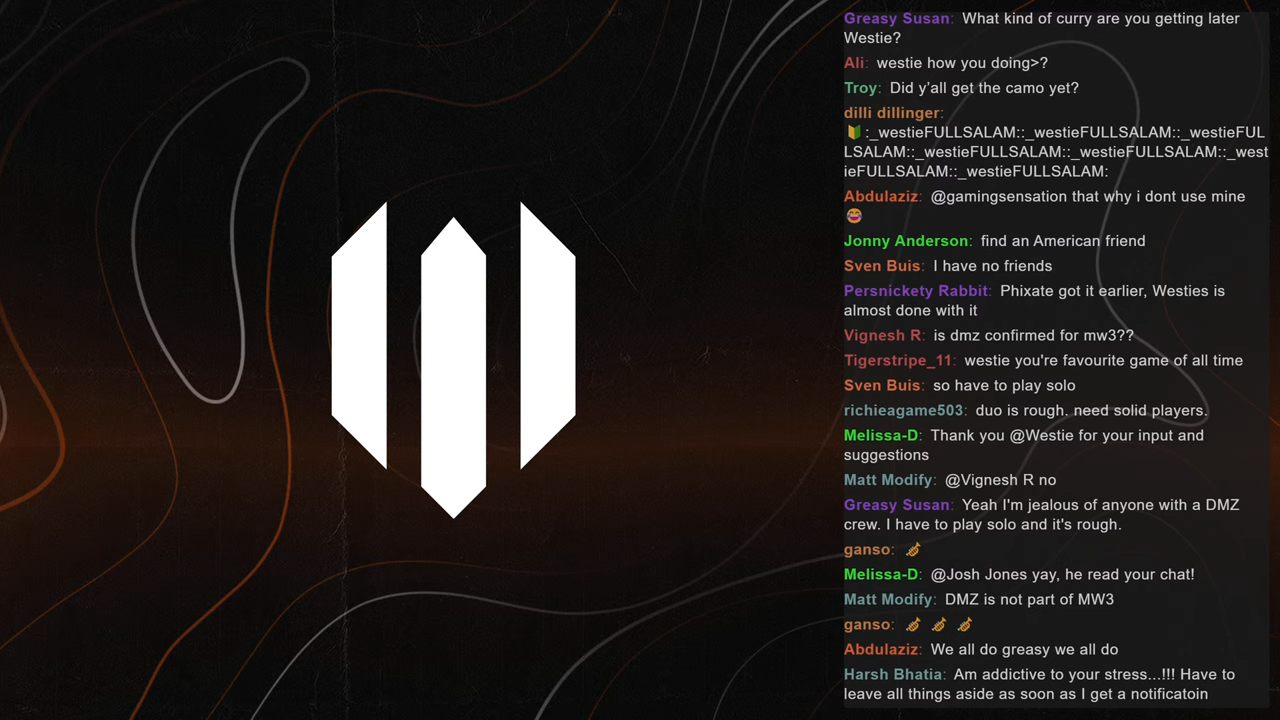 Greasy Susan: What kind of curry are you getting later
Westie?
Ali: westie how you doing>?
Troy: Did y'all get the camo yet?
dilli dillinger:
🔰:_westieFULLSALAM::_westieFULLSALAM::_westieFUL
LSALAM::_westieFULLSALAM::_westieFULLSALAM::_west
ieFULLSALAM::_westieFULLSALAM:
Abdulaziz: @gamingsensation that why i dont use mine
😂
Jonny Anderson: find an American friend
Sven Buis: I have no friends
Persnickety Rabbit: Phixate got it earlier, Westies is
almost done with it
Vignesh R: is dmz confirmed for mw3??
Tigerstripe_11: westie you're favourite game of all time
Sven Buis: so have to play solo
richieagame503: duo is rough. need solid players.
Melissa-D: Thank you @Westie for your input and
suggestions
Matt Modify: @Vignesh R no
Greasy Susan: Yeah I'm jealous of anyone with a DMZ
crew. I have to play solo and it's rough.
ganso: 🎺
Melissa-D: @Josh Jones yay, he read your chat!
Matt Modify: DMZ is not part of MW3
ganso: 🎺 🎺 🎺
Abdulaziz: We all do greasy we all do
Harsh Bhatia: Am addictive to your stress...!!! Have to
leave all things aside as soon as I get a notificatoin